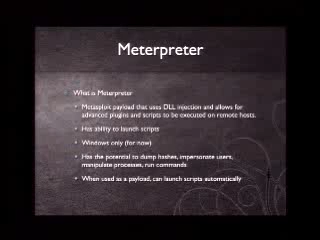 Meterpreter
What is Meterpreter
Metasploit payload that uses DLL injection and allows for
advanced plugins and scripts to be executed on remote hosts.
Has ability to launch scripts
Windows only (for now)
Has the potential to dump hashes, impersonate users,
manipulate processes, run commands
When used as a payload, can launch scripts automatically